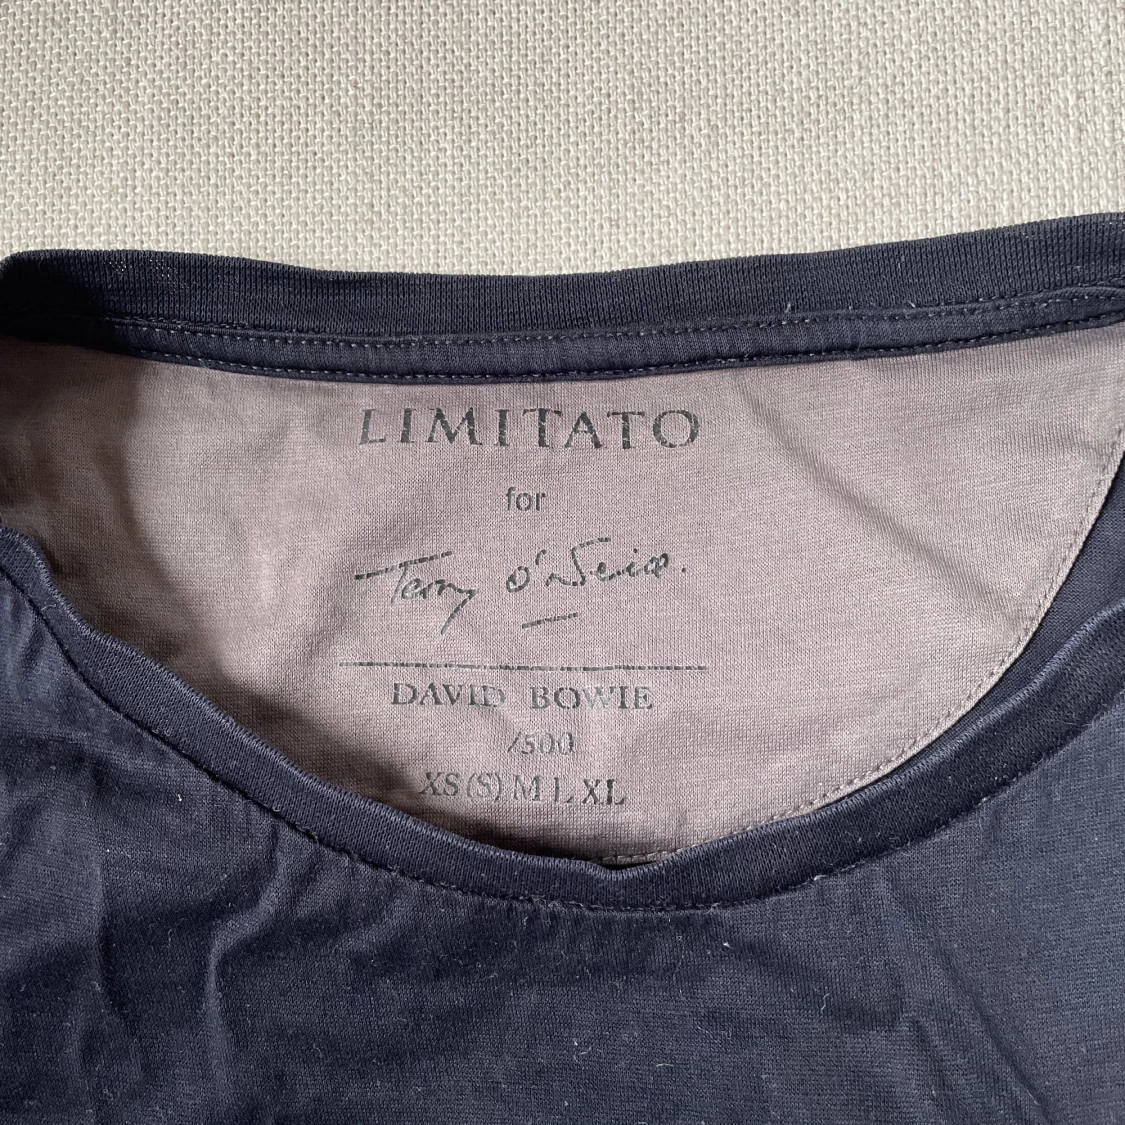 LIMITATO
for
Terry O'Neill.
DAVID BOWIE
/500
XS (S) M L XL